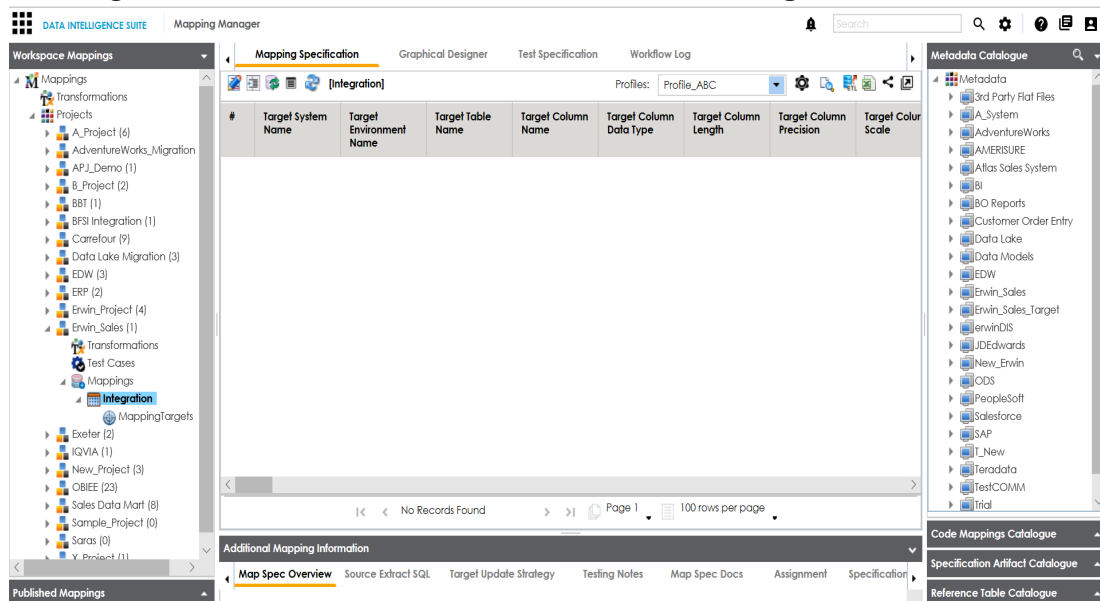 DATA INTELLIGENCE SUITE
Mapping Manager
Search
Workspace Mappings
Mappings
Transformations
Projects
A_Project (6)
AdventureWorks_Migration
APJ_Demo (1)
B_Project (2)
BBT (1)
BFSI Integration (1)
Carrefour (9)
Data Lake Migration (3)
EDW (3)
ERP (2)
Erwin_Project (4)
Erwin_Sales (1)
Transformations
Test Cases
Mappings
Integration
MappingTargets
Exeter (2)
IQVIA (1)
New_Project (3)
OBIEE (23)
Sales Data Mart (8)
Sample_Project (0)
Saras (0)
X_Project (1)
Published Mappings
Mapping Specification Graphical Designer Test Specification Workflow Log
[Integration] Profiles: Profile_ABC
# Target System Target Target Table Target Column Target Column Target Column Target Column Target Colum
Name Environment Name Name Data Type Length Precision Scale
Name
No Records Found Page 1 100 rows per page
Additional Mapping Information
Map Spec Overview Source Extract SQL Target Update Strategy Testing Notes Map Spec Docs Assignment Specification
Metadata Catalogue
Metadata
3rd Party Flat Files
A_System
AdventureWorks
AMERISURE
Atlas Sales System
BI
BO Reports
Customer Order Entry
Data Lake
Data Models
EDW
Erwin_Sales
Erwin_Sales_Target
erwinDIS
JDEdwards
New_Erwin
ODS
PeopleSoft
Salesforce
SAP
T_New
Teradata
TestCOMM
Trial
Code Mappings Catalogue
Specification Artifact Catalogue
Reference Table Catalogue